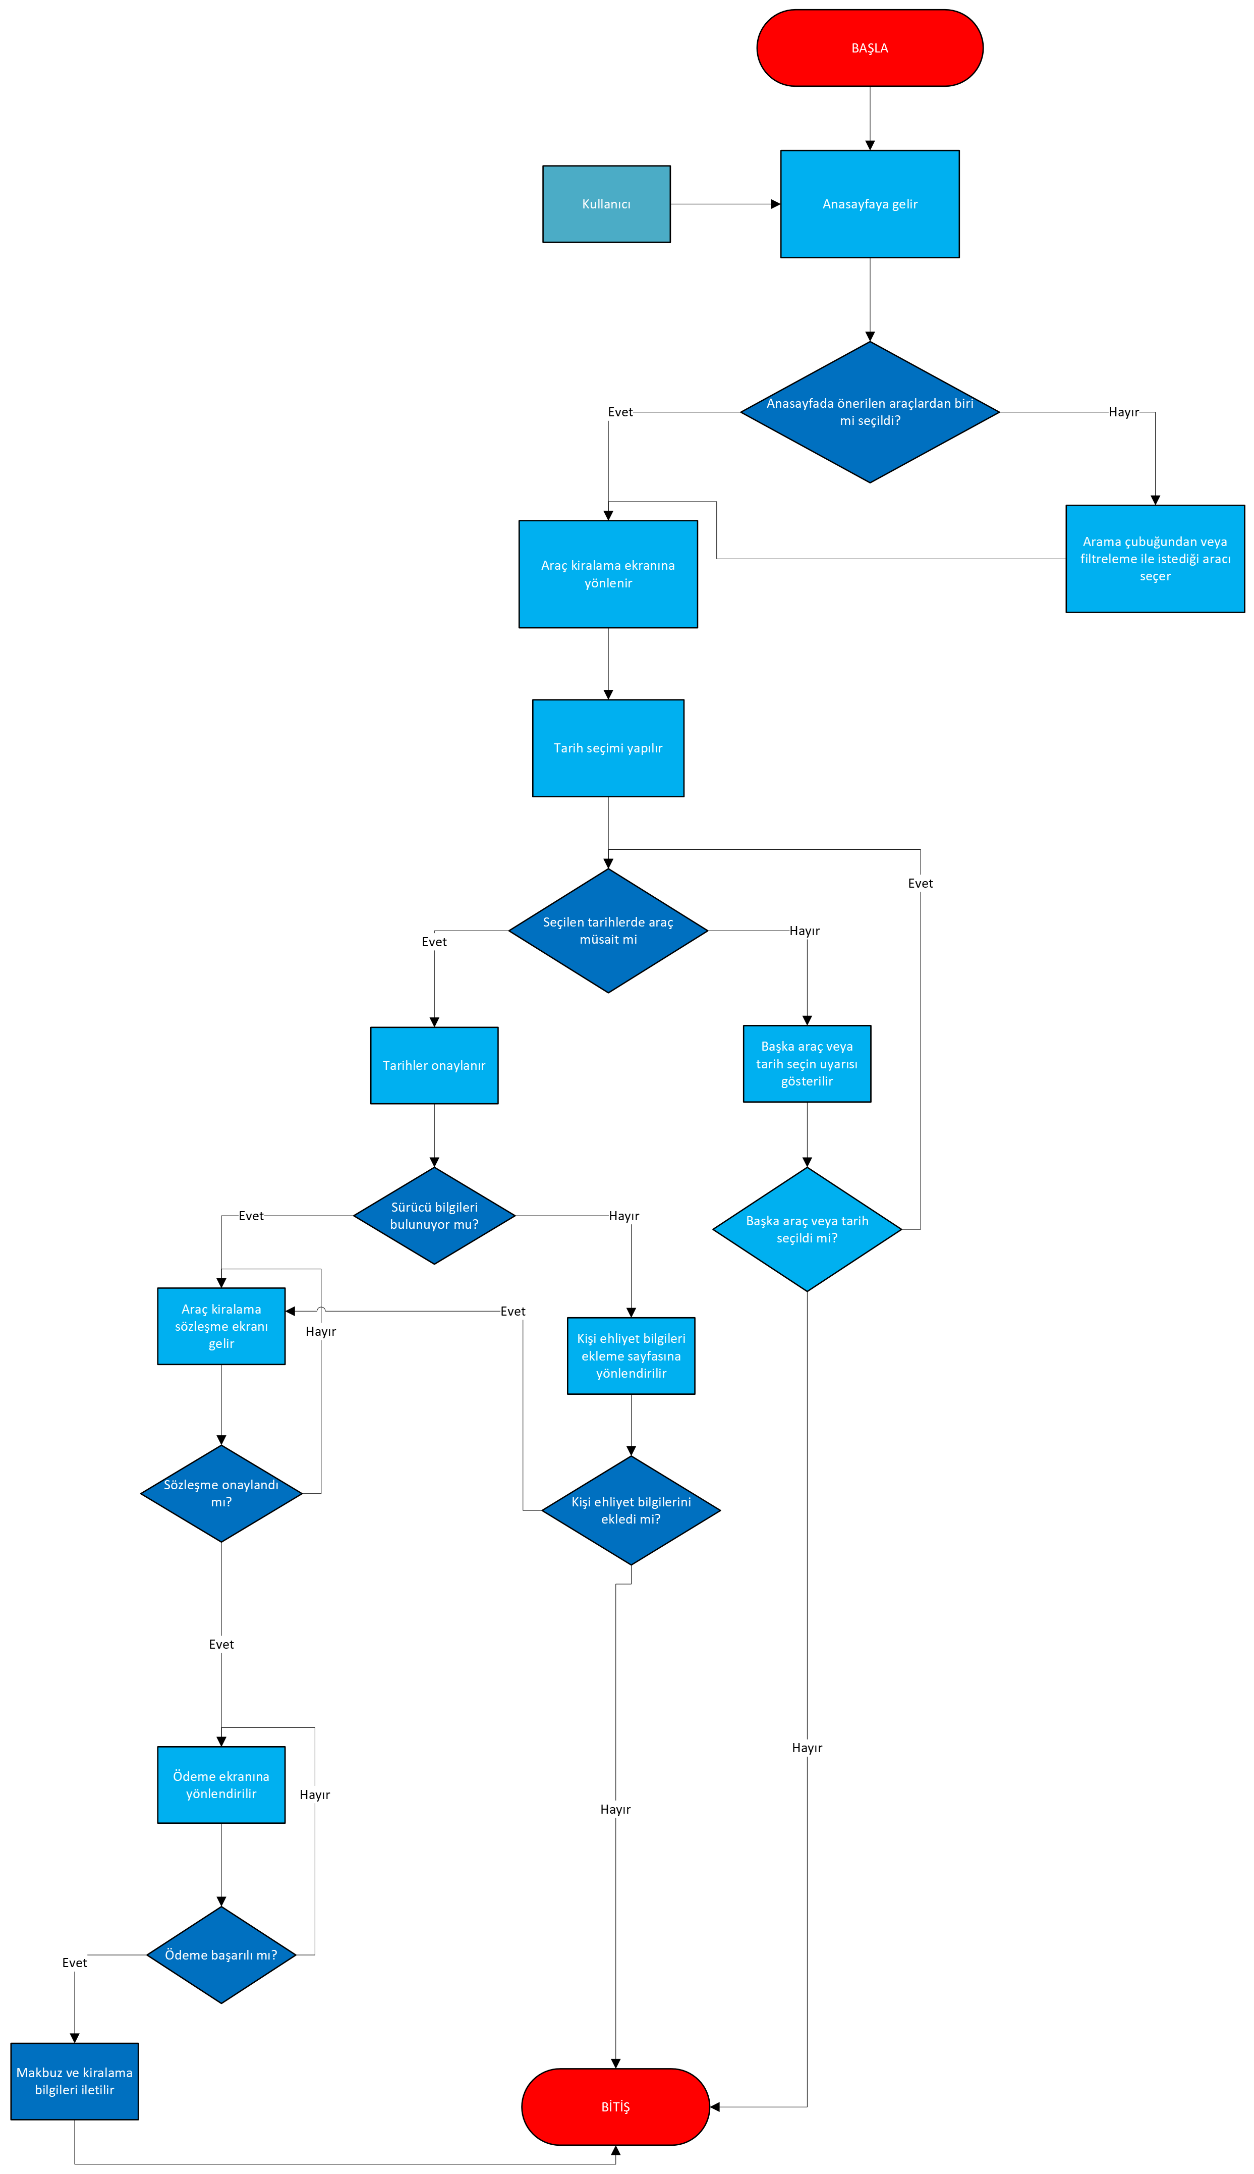 BAŞLA
Kullanıcı
Anasayfaya gelir
Anasayfada önerilen araçlardan biri
mi seçildi?
Evet
Hayır
Arama çubuğundan veya
filtreleme ile istediği aracı
seçer
Araç kiralama ekranına
yönlenir
Tarih seçimi yapılır
Evet
Seçilen tarihlerde araç
müsait mi
Evet
Hayır
Tarihler onaylanır
Başka araç veya
tarih seçin uyarısı
gösterilir
Sürücü bilgileri
bulunuyor mu?
Evet
Hayır
Başka araç veya tarih
seçildi mi?
Araç kiralama
sözleşme ekranı
gelir
Hayır
Evet
Kişi ehliyet bilgileri
ekleme sayfasına
yönlendirilir
Sözleşme onaylandı
mı?
Kişi ehliyet bilgilerini
ekledi mi?
Evet
Hayır
Ödeme ekranına
yönlendirilir
Hayır
Hayır
Ödeme başarılı mı?
Evet
Makbuz ve kiralama
bilgileri iletilir
BİTİŞ